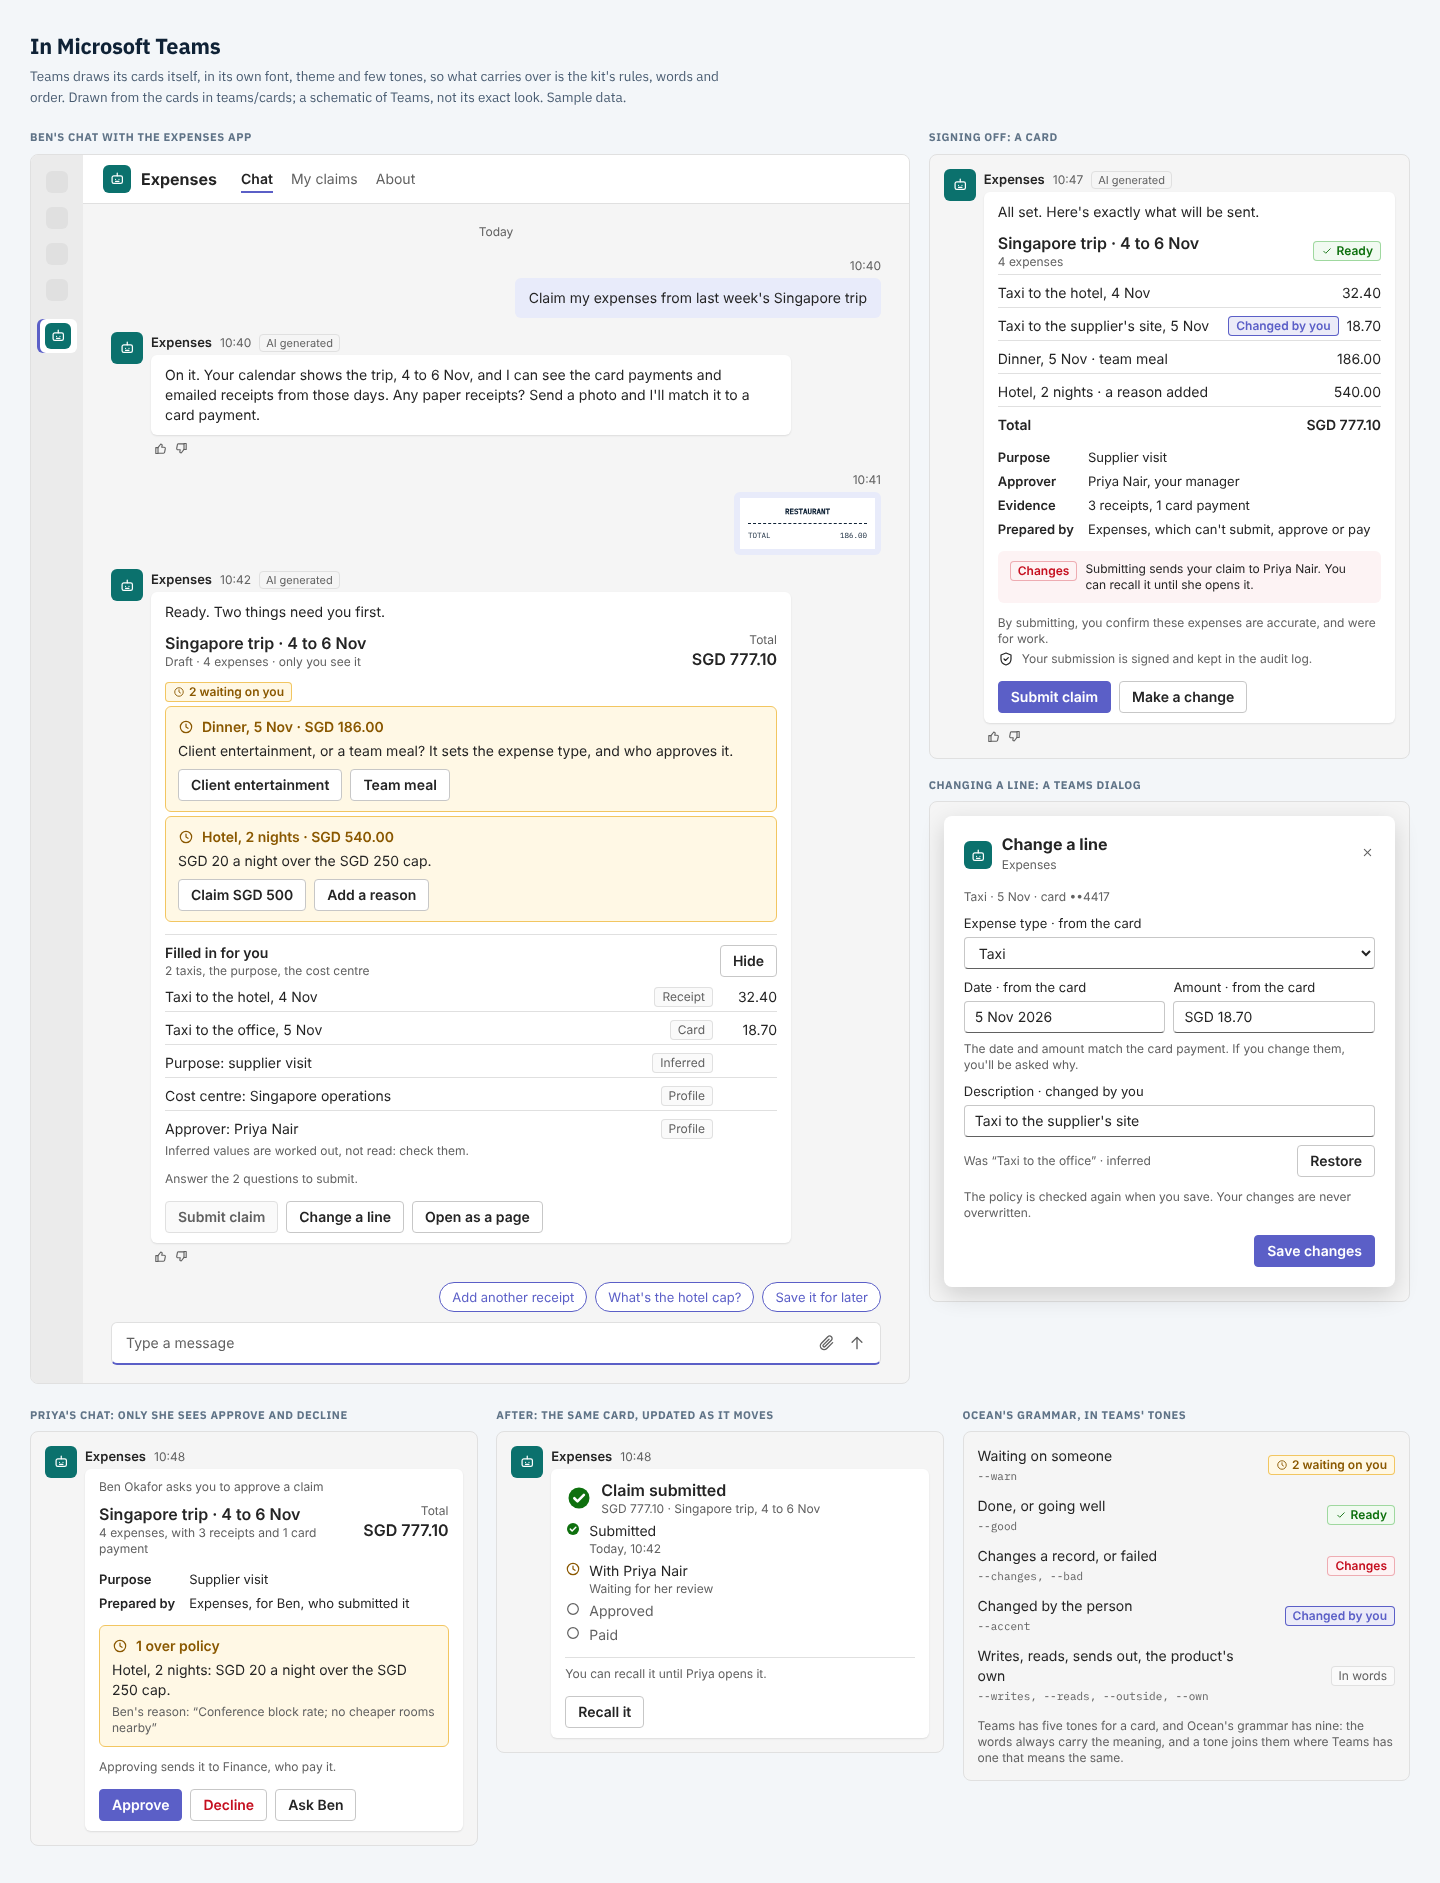 In Microsoft Teams
Teams draws its cards itself, in its own font, theme and few tones, so what carries over is the kit's rules, words and
order. Drawn from the cards in teams/cards; a schematic of Teams, not its exact look. Sample data.
BEN'S CHAT WITH THE EXPENSES APP
Expenses Chat My claims About
Today
10:40
Claim my expenses from last week's Singapore trip
Expenses 10:40 AI generated
On it. Your calendar shows the trip, 4 to 6 Nov, and I can see the card payments and
emailed receipts from those days. Any paper receipts? Send a photo and I'll match it to a
card payment.
10:41
RESTAURANT
TOTAL 186.00
Expenses 10:42 AI generated
Ready. Two things need you first.
Singapore trip · 4 to 6 Nov
Draft · 4 expenses · only you see it
Total
SGD 777.10
2 waiting on you
Dinner, 5 Nov · SGD 186.00
Client entertainment, or a team meal? It sets the expense type, and who approves it.
Client entertainment Team meal
Hotel, 2 nights · SGD 540.00
SGD 20 a night over the SGD 250 cap.
Claim SGD 500 Add a reason
Filled in for you
2 taxis, the purpose, the cost centre
Hide
Taxi to the hotel, 4 Nov Receipt 32.40
Taxi to the office, 5 Nov Card 18.70
Purpose: supplier visit Inferred
Cost centre: Singapore operations Profile
Approver: Priya Nair Profile
Inferred values are worked out, not read: check them.
Answer the 2 questions to submit.
Submit claim Change a line Open as a page
Add another receipt What's the hotel cap? Save it for later
Type a message
SIGNING OFF: A CARD
Expenses 10:47 AI generated
All set. Here's exactly what will be sent.
Singapore trip · 4 to 6 Nov
4 expenses
Ready
Taxi to the hotel, 4 Nov 32.40
Taxi to the supplier's site, 5 Nov Changed by you 18.70
Dinner, 5 Nov · team meal 186.00
Hotel, 2 nights · a reason added 540.00
Total SGD 777.10
Purpose Supplier visit
Approver Priya Nair, your manager
Evidence 3 receipts, 1 card payment
Prepared by Expenses, which can't submit, approve or pay
Changes Submitting sends your claim to Priya Nair. You
can recall it until she opens it.
By submitting, you confirm these expenses are accurate, and were
for work.
Your submission is signed and kept in the audit log.
Submit claim Make a change
CHANGING A LINE: A TEAMS DIALOG
Change a line
Expenses
Taxi · 5 Nov · card ••4417
Expense type · from the card
Taxi
Date · from the card Amount · from the card
5 Nov 2026 SGD 18.70
The date and amount match the card payment. If you change them,
you'll be asked why.
Description · changed by you
Taxi to the supplier's site
Was “Taxi to the office” · inferred Restore
The policy is checked again when you save. Your changes are never
overwritten.
Save changes
PRIYA'S CHAT: ONLY SHE SEES APPROVE AND DECLINE
Expenses 10:48
Ben Okafor asks you to approve a claim
Singapore trip · 4 to 6 Nov
4 expenses, with 3 receipts and 1 card
payment
Total
SGD 777.10
Purpose Supplier visit
Prepared by Expenses, for Ben, who submitted it
1 over policy
Hotel, 2 nights: SGD 20 a night over the SGD
250 cap.
Ben's reason: “Conference block rate; no cheaper rooms
nearby”
Approving sends it to Finance, who pay it.
Approve Decline Ask Ben
AFTER: THE SAME CARD, UPDATED AS IT MOVES
Expenses 10:48
Claim submitted
SGD 777.10 · Singapore trip, 4 to 6 Nov
Submitted
Today, 10:42
With Priya Nair
Waiting for her review
Approved
Paid
You can recall it until Priya opens it.
Recall it
OCEAN'S GRAMMAR, IN TEAMS' TONES
Waiting on someone
--warn
2 waiting on you
Done, or going well
--good
Ready
Changes a record, or failed
--changes, --bad
Changes
Changed by the person
--accent
Changed by you
Writes, reads, sends out, the product's
own
--writes, --reads, --outside, --own
In words
Teams has five tones for a card, and Ocean's grammar has nine: the
words always carry the meaning, and a tone joins them where Teams has
one that means the same.